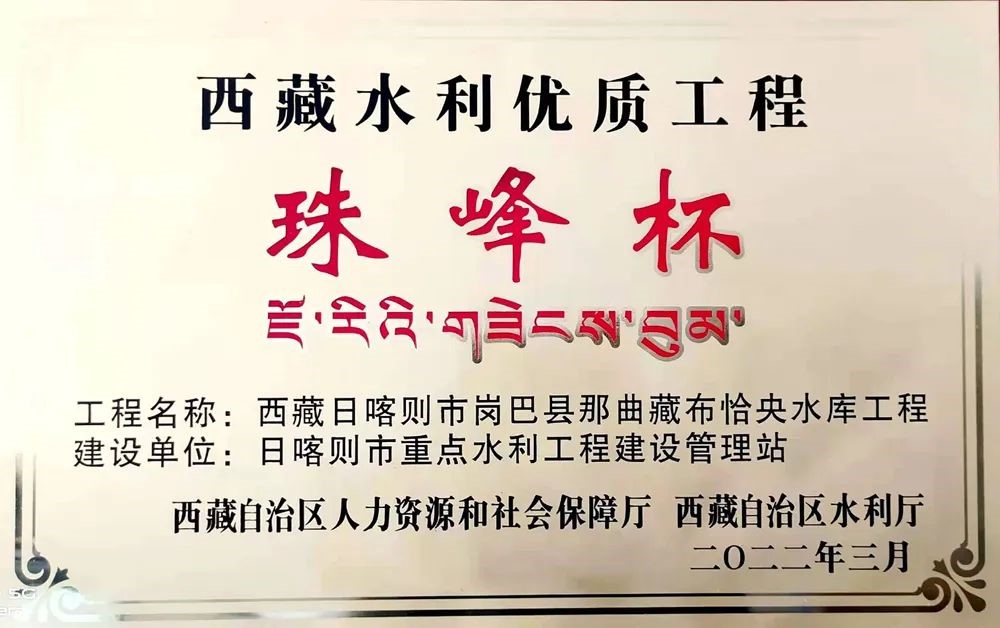 西藏水利优质工程
珠峰杯
ཇོ་རིའི་གཟེངས་བུམ་
工程名称：西藏日喀则市岗巴县那曲藏布恰央水库工程
建设单位：日喀则市重点水利工程建设管理站
西藏自治区人力资源和社会保障厅 西藏自治区水利厅
二〇二二年三月
5G
era